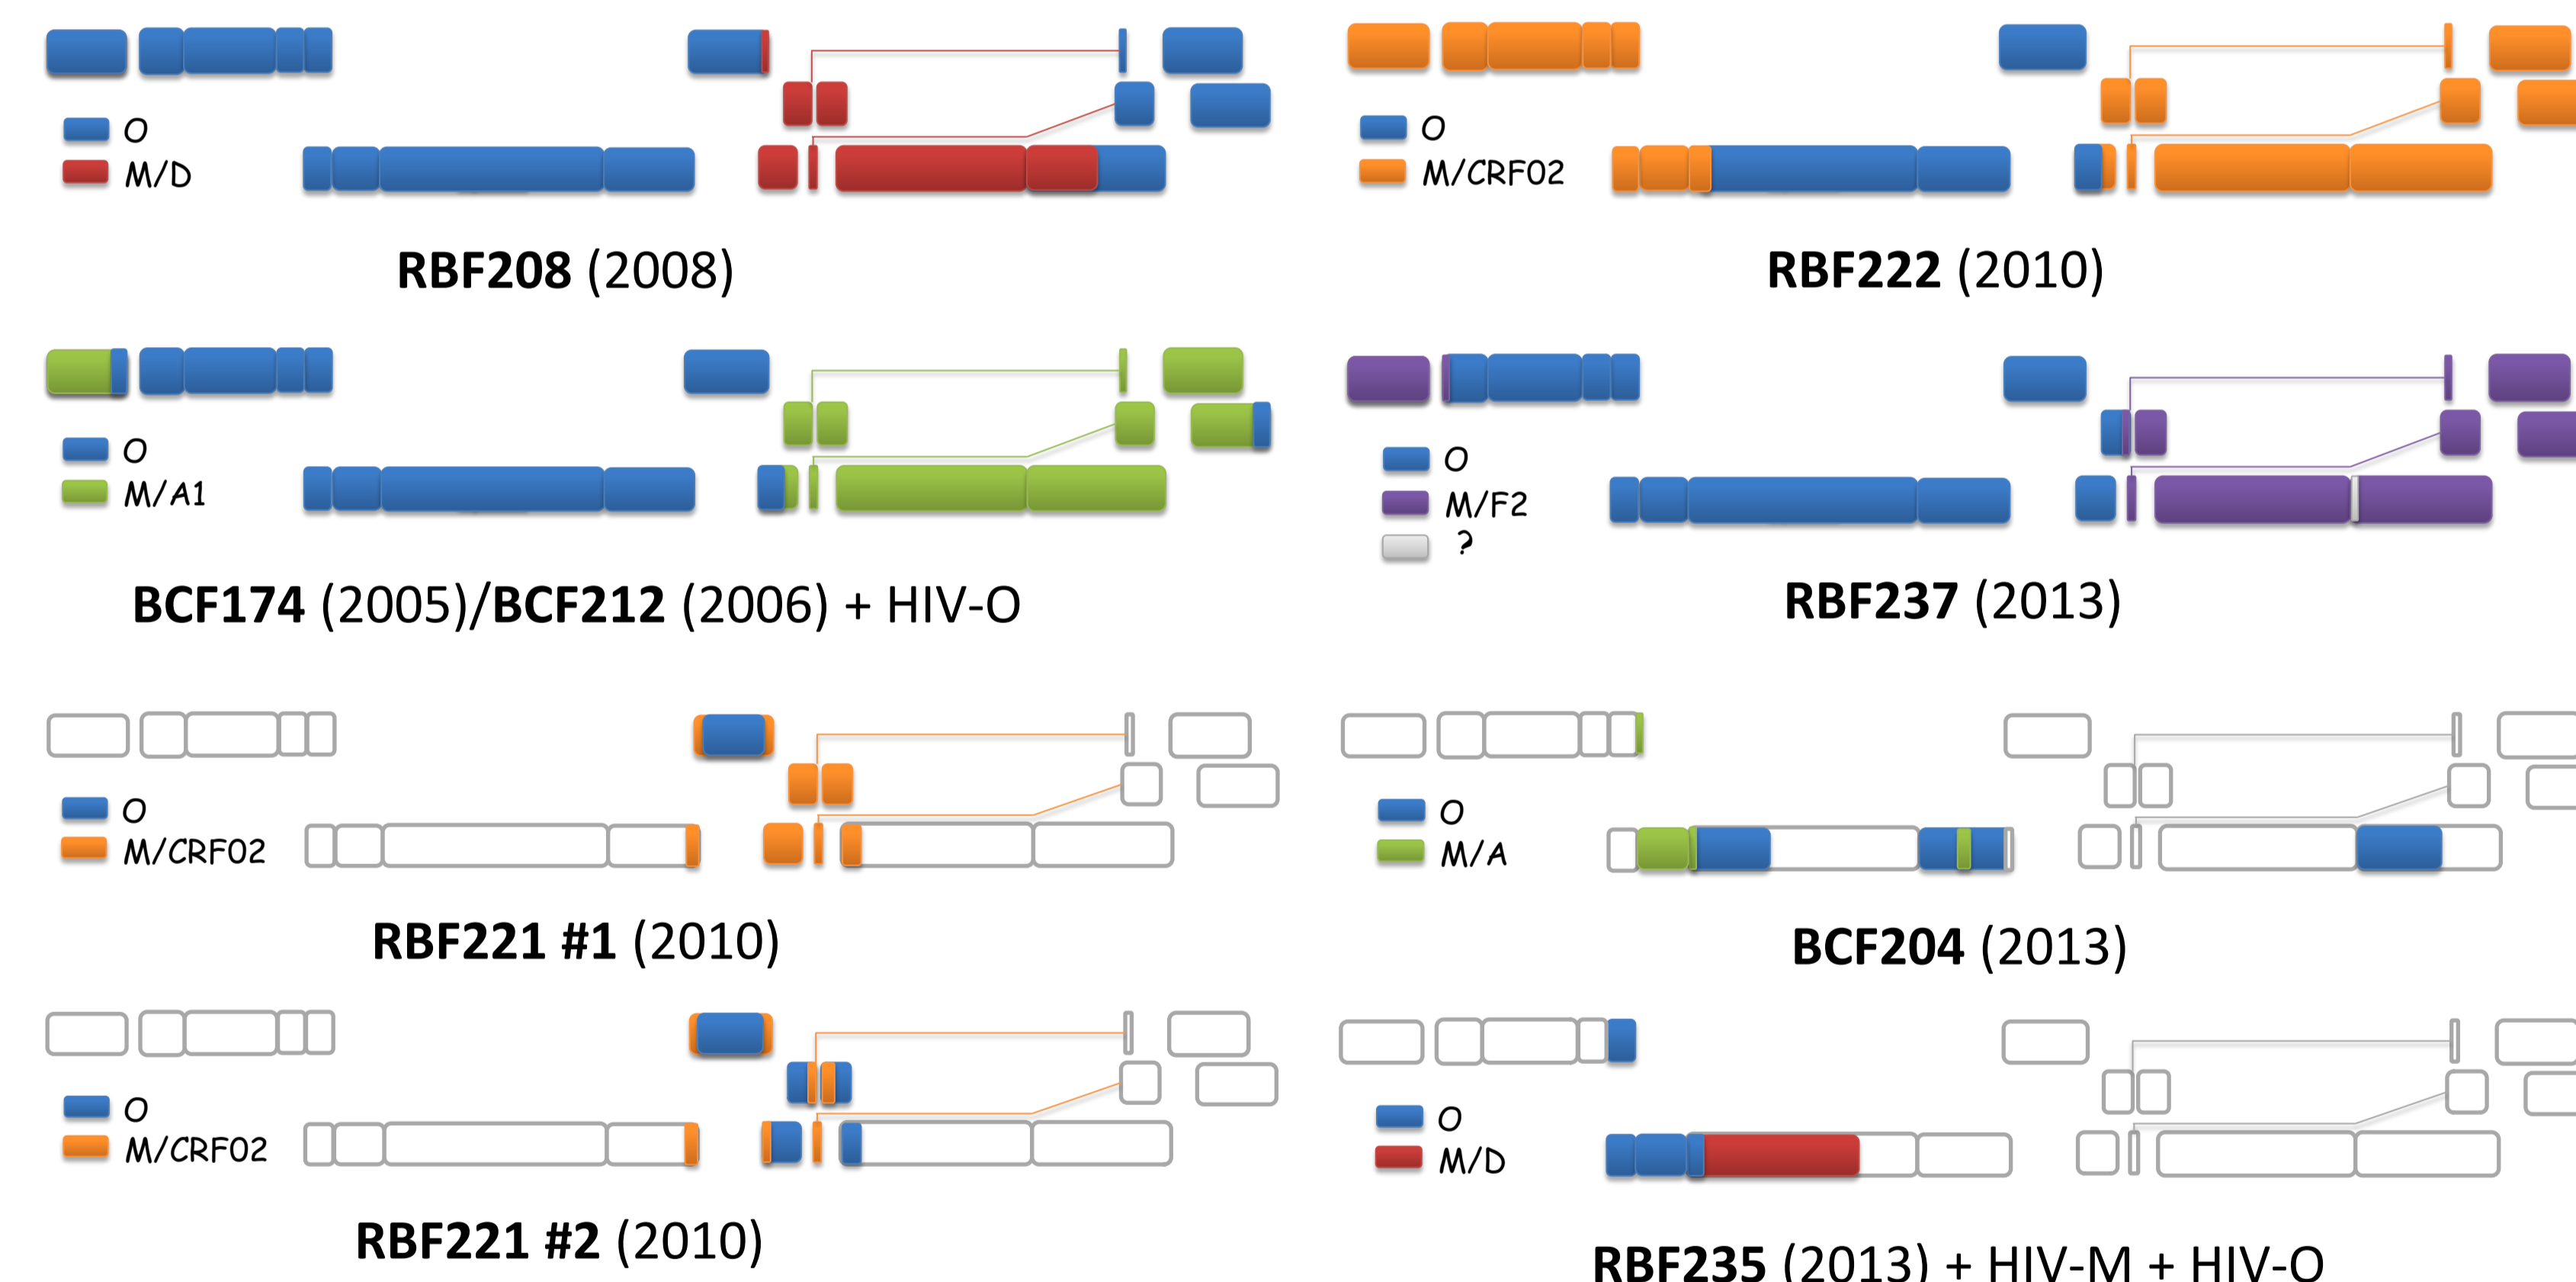 O
M/D
RBF208 (2008)
O
M/CRF02
RBF222 (2010)
O
M/A1
BCF174 (2005)/BCF212 (2006) + HIV-O
O
M/F2
?
RBF237 (2013)
O
M/CRF02
RBF221 #1 (2010)
O
M/A
BCF204 (2013)
O
M/CRF02
RBF221 #2 (2010)
O
M/D
RBF235 (2013) + HIV-M + HIV-O